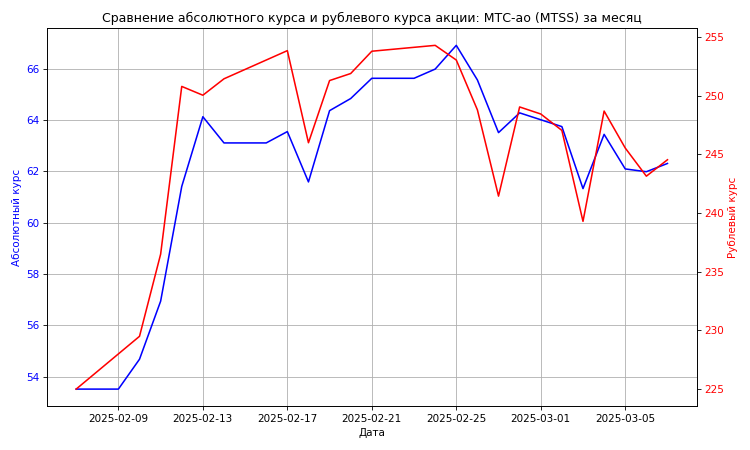 Сравнение абсолютного курса и рублевого курса акции: МТС-ао (MTSS) за месяц
Абсолютный курс
66
64
62
60
58
56
54
255
250
245
240
235
230
225
Рублевый курс
2025-02-09 2025-02-13 2025-02-17 2025-02-21 2025-02-25 2025-03-01 2025-03-05
Дата